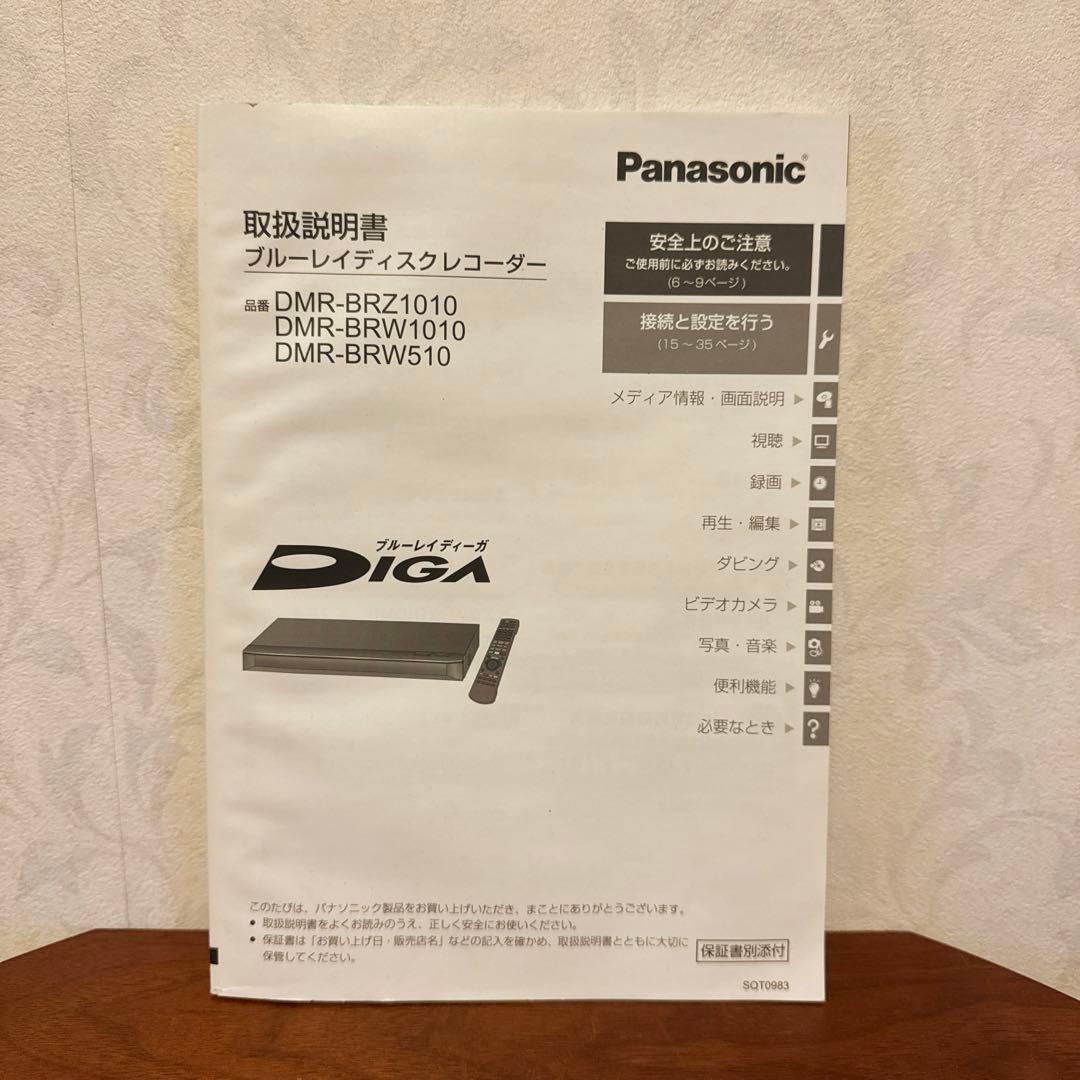 Panasonic®
取扱説明書
ブルーレイディスクレコーダー
品番 DMR-BRZ1010
DMR-BRW1010
DMR-BRW510
安全上のご注意
ご使用前に必ずお読みください。
(6~9ページ)
接続と設定を行う
(15~35ページ)
メディア情報・画面説明 ▶
視聴 ▶
録画 ▶
再生・編集 ▶
ダビング ▶
ビデオカメラ ▶
写真・音楽 ▶
便利機能 ▶
必要なとき ▶ ?
ブルーレイディーガ
DIGA
このたびは、パナソニック製品をお買い上げいただき、まことにありがとうございます。
● 取扱説明書をよくお読みのうえ、正しく安全にお使いください。
● 保証書は「お買い上げ日・販売店名」などの記入を確かめ、取扱説明書とともに大切に
保管してください。
保証書別添付
SQT0983